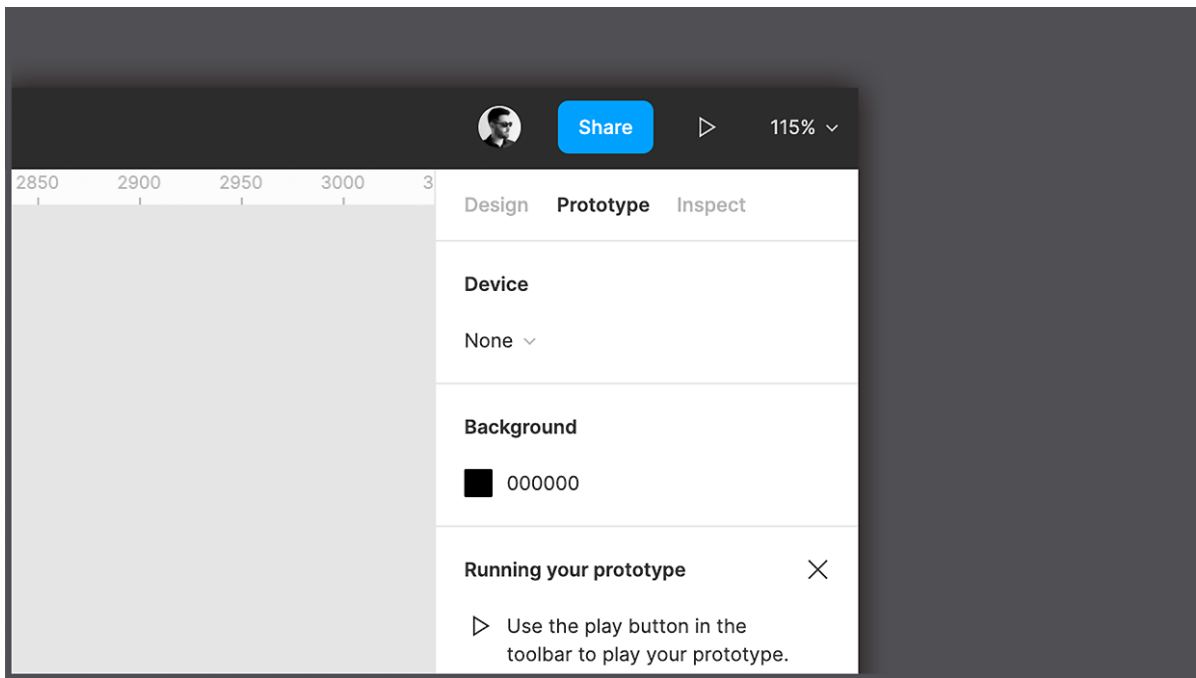 Share
115%
2850 2900 2950 3000 3
Design Prototype Inspect
Device
None
Background
000000
Running your prototype
Use the play button in the
toolbar to play your prototype.